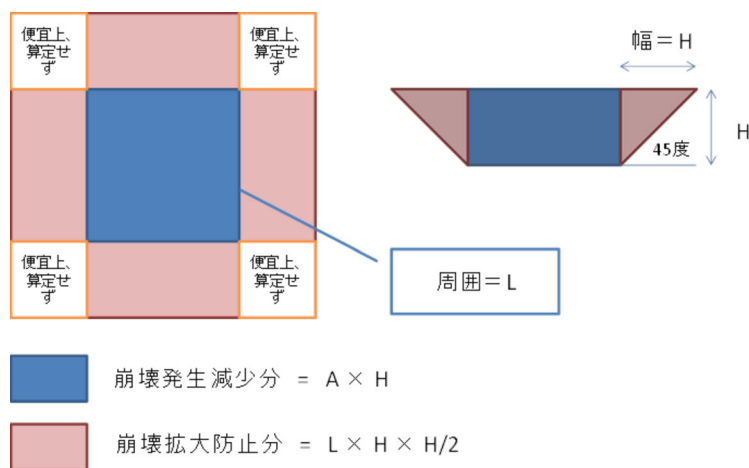 便宜上、
算定せ
ず
便宜上、
算定せ
ず
幅＝H
H
45度
便宜上、
算定せ
ず
便宜上、
算定せ
ず
周囲＝L
崩壊発生減少分 = A × H
崩壊拡大防止分 = L × H × H/2